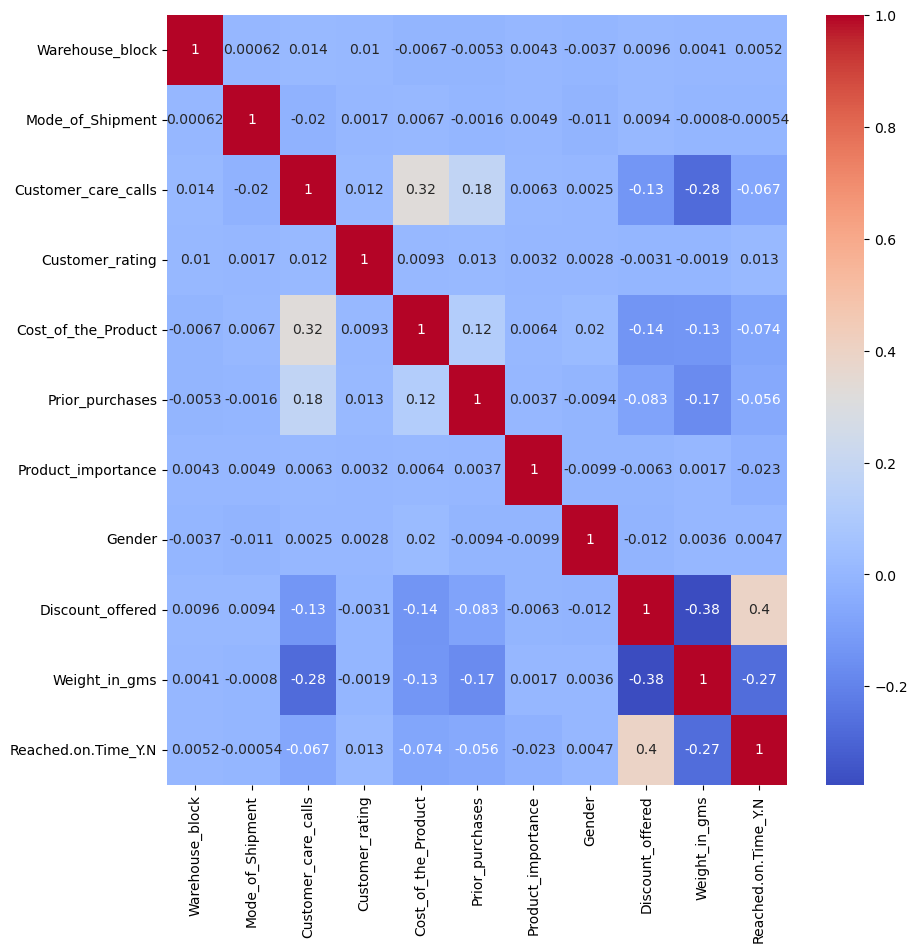 Warehouse_block 1 0.00062 0.014 0.01 -0.0067 -0.0053 0.0043 -0.0037 0.0096 0.0041 0.0052
Mode_of_Shipment 0.00062 1 -0.02 0.0017 0.0067 -0.0016 0.0049 -0.011 0.0094 -0.0008 -0.00054
Customer_care_calls 0.014 -0.02 1 0.012 0.32 0.18 0.0063 0.0025 -0.13 -0.28 -0.067
Customer_rating 0.01 0.0017 0.012 1 0.0093 0.013 0.0032 0.0028 -0.0031 -0.0019 0.013
Cost_of_the_Product -0.0067 0.0067 0.32 0.0093 1 0.12 0.0064 0.02 -0.14 -0.13 -0.074
Prior_purchases -0.0053 -0.0016 0.18 0.013 0.12 1 0.0037 -0.0094 -0.083 -0.17 -0.056
Product_importance 0.0043 0.0049 0.0063 0.0032 0.0064 0.0037 1 -0.0099 -0.0063 0.0017 -0.023
Gender -0.0037 -0.011 0.0025 0.0028 0.02 -0.0094 -0.0099 1 -0.012 0.0036 0.0047
Discount_offered 0.0096 0.0094 -0.13 -0.0031 -0.14 -0.083 -0.0063 -0.012 1 -0.38 0.4
Weight_in_gms 0.0041 -0.0008 -0.28 -0.0019 -0.13 -0.17 0.0017 0.0036 -0.38 1 -0.27
Reached.on.Time_Y.N 0.0052 -0.00054 -0.067 0.013 -0.074 -0.056 -0.023 0.0047 0.4 -0.27 1
Warehouse_block
Mode_of_Shipment
Customer_care_calls
Customer_rating
Cost_of_the_Product
Prior_purchases
Product_importance
Gender
Discount_offered
Weight_in_gms
Reached.on.Time_Y.N
1.0
0.8
0.6
0.4
0.2
0.0
−0.2